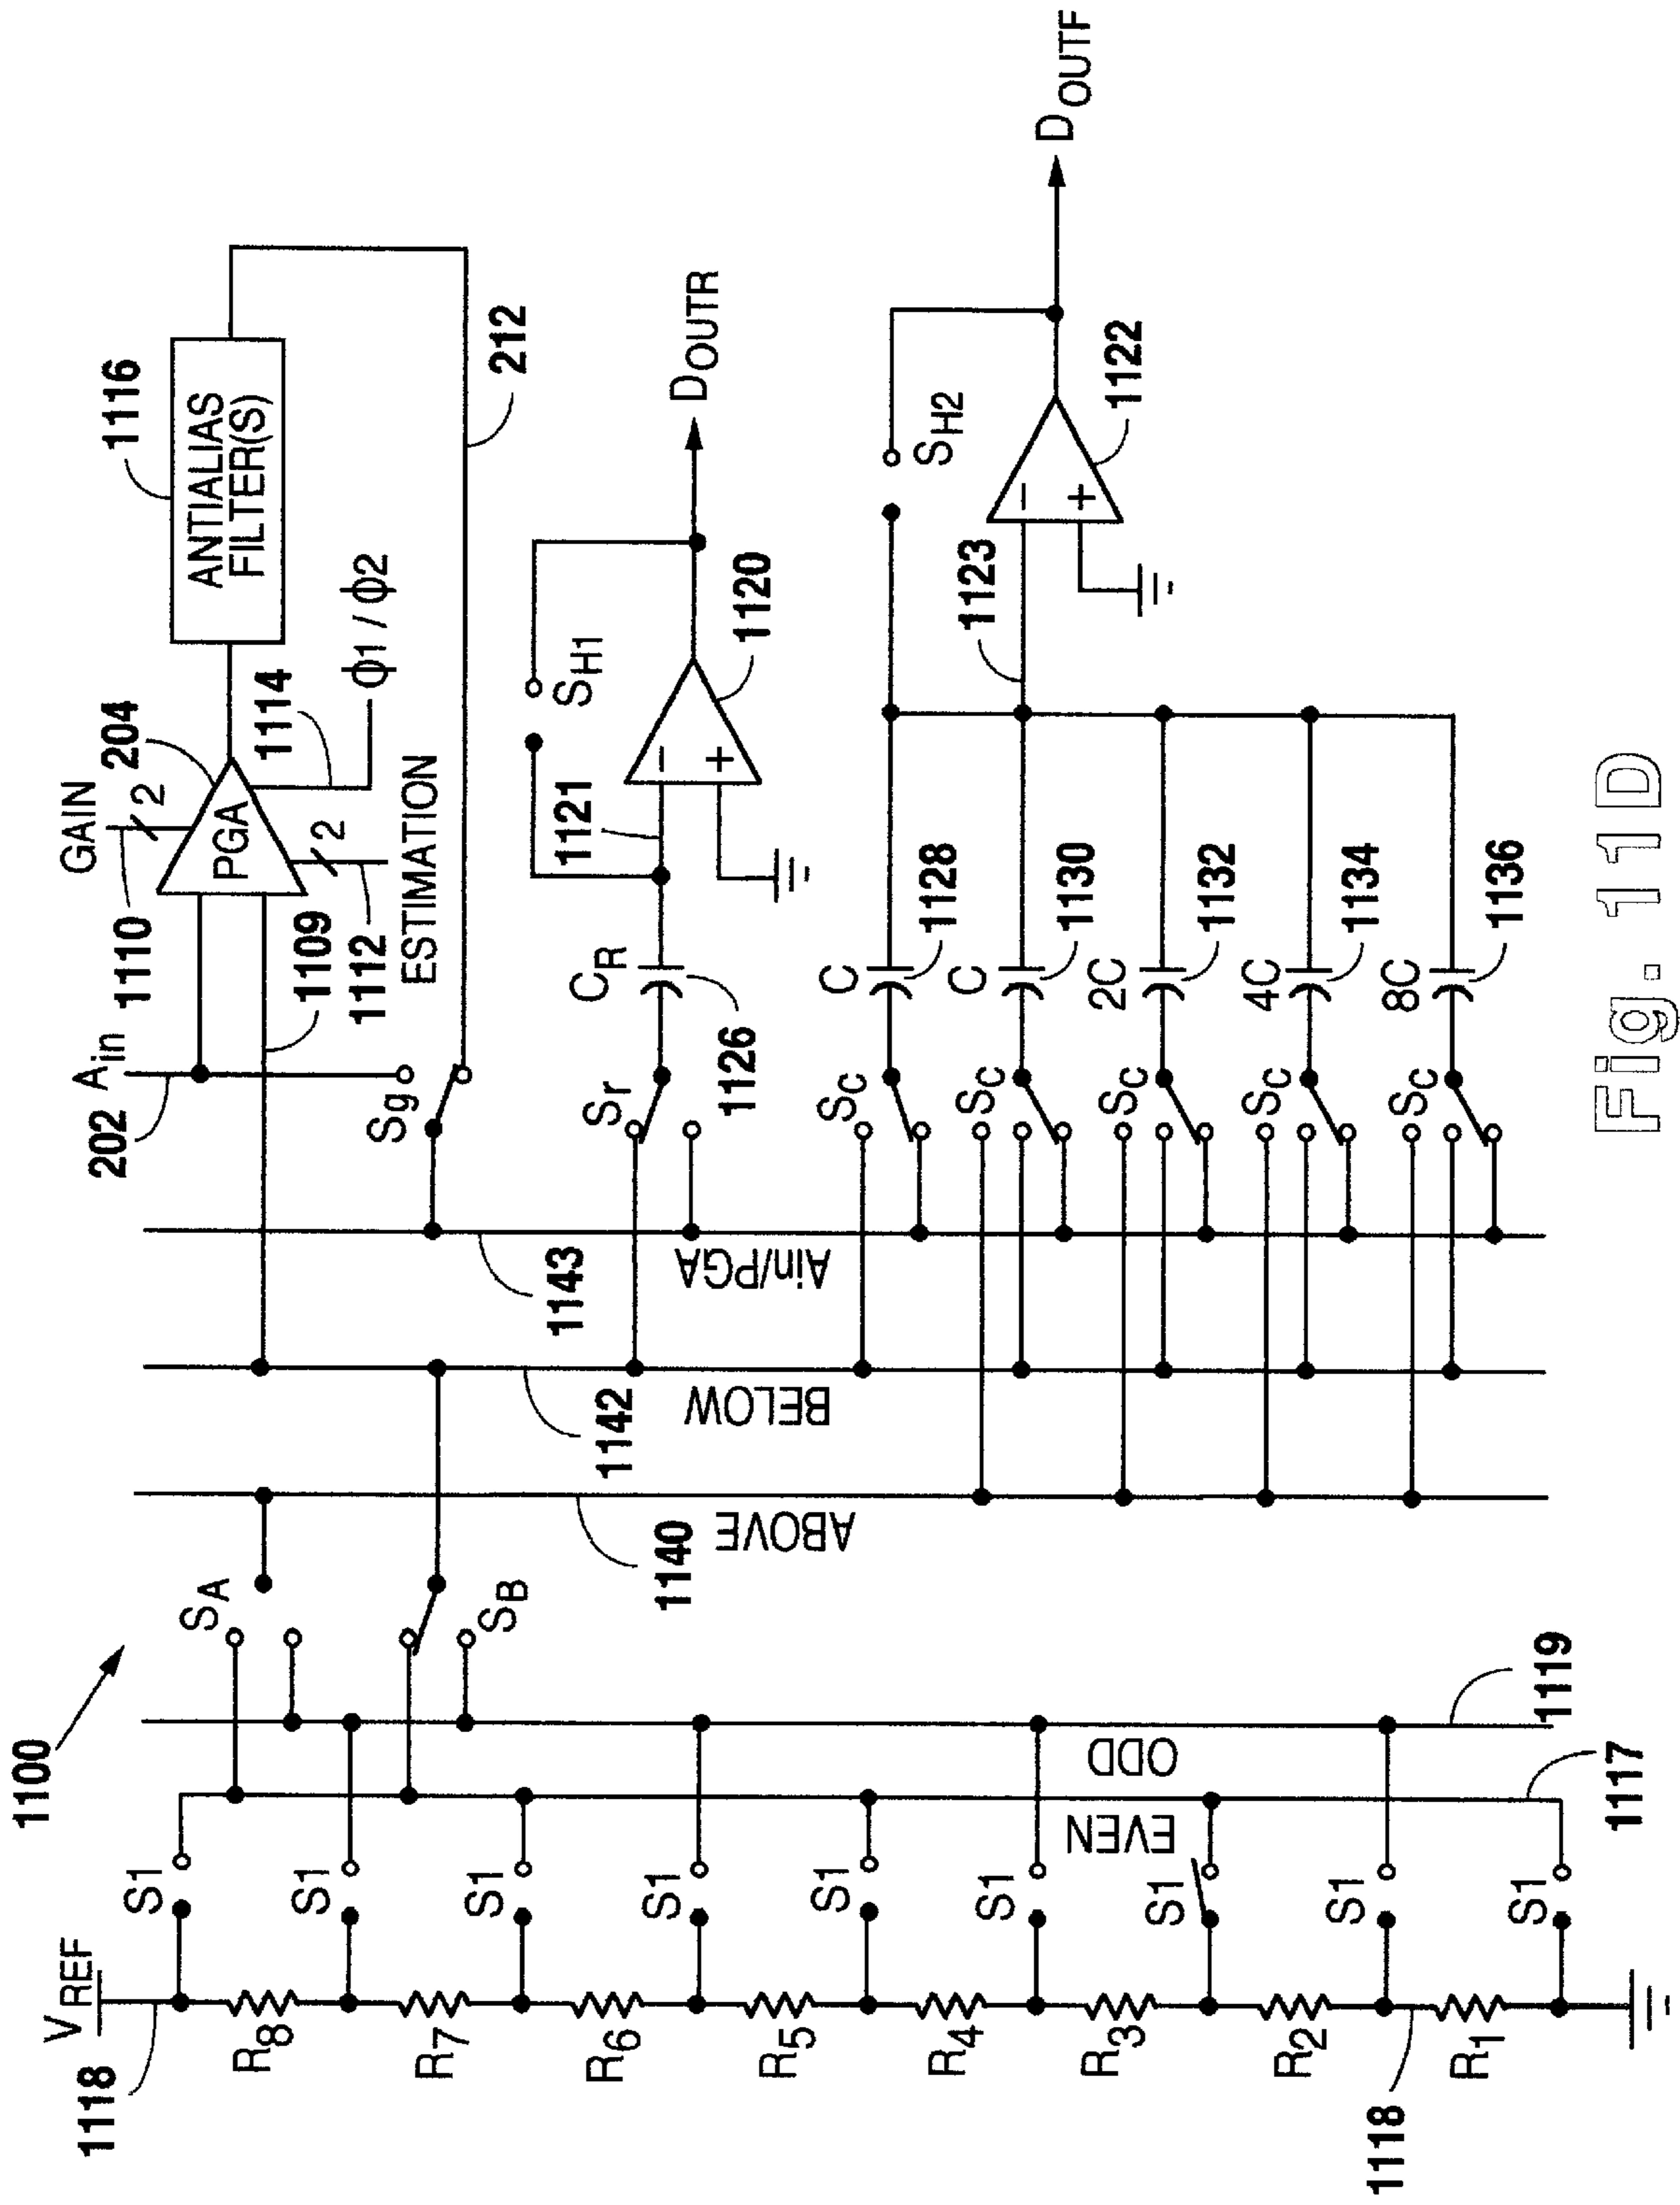 1100
V_REF
1118
S1
R8
S1
R7
S1
R6
S1
R5
S1
R4
S1
R3
S1
R2
S1
R1
S1
1118
EVEN
ODD
1117
1119
S_A
S_B
ABOVE
1140
BELOW
1142
Ain/PGA
1143
202
A_in
1110
GAIN
2
204
PGA
1109
1112
2
ESTIMATION
1114
ϕ1 / ϕ2
1116
ANTIALIAS
FILTER(S)
212
S_g
S_r
C_R
1126
1121
S_H1
-
+
1120
D_OUTR
S_C
C
1128
S_C
C
1130
S_C
2C
1132
S_C
4C
1134
S_C
8C
1136
1123
S_H2
-
+
1122
D_OUTF
Fig. 11D